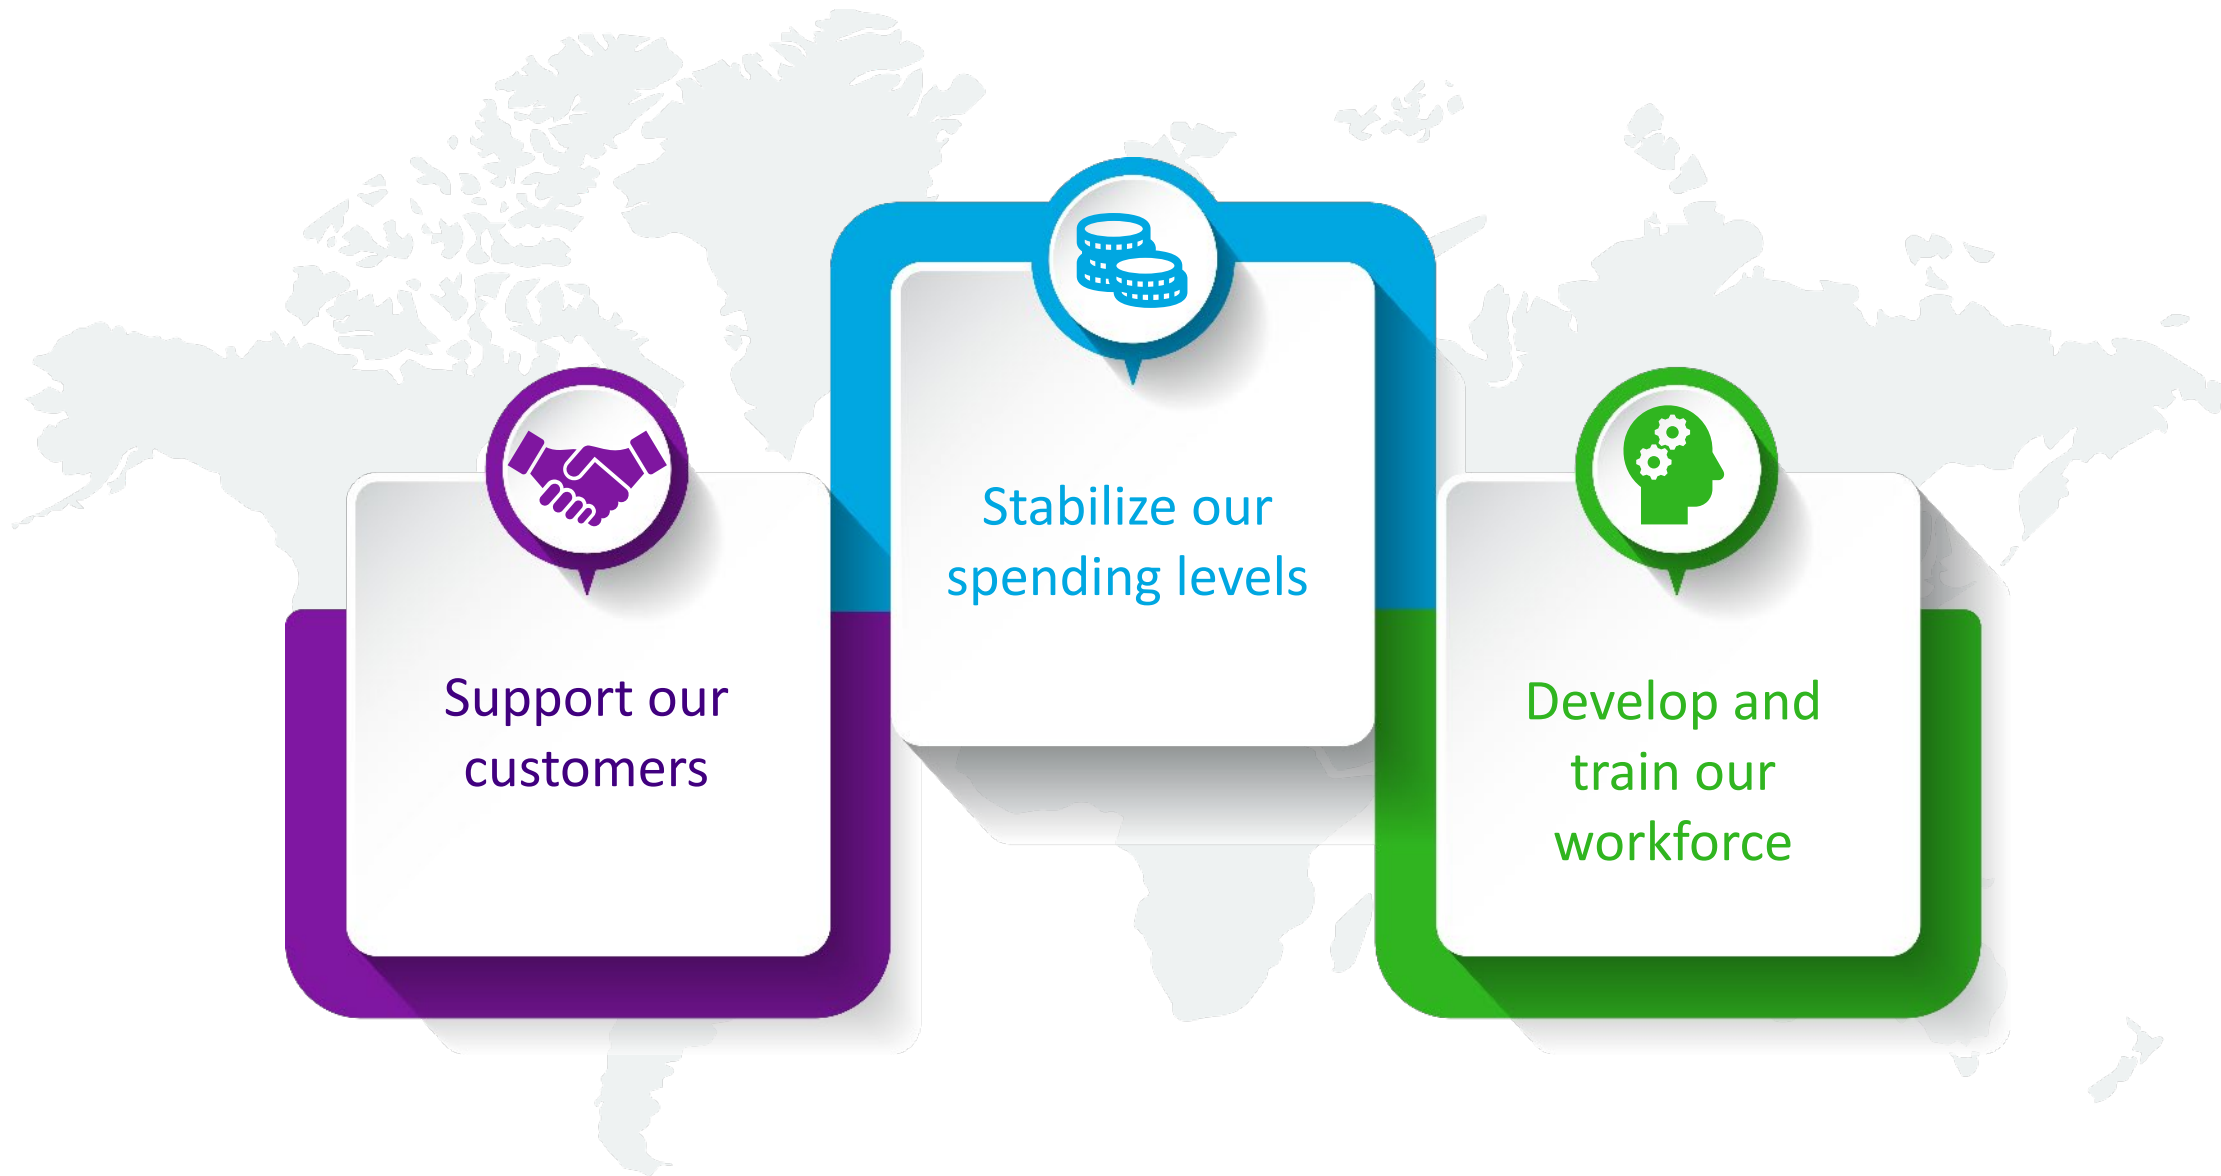 Support our
customers
Stabilize our
spending levels
Develop and
train our
workforce